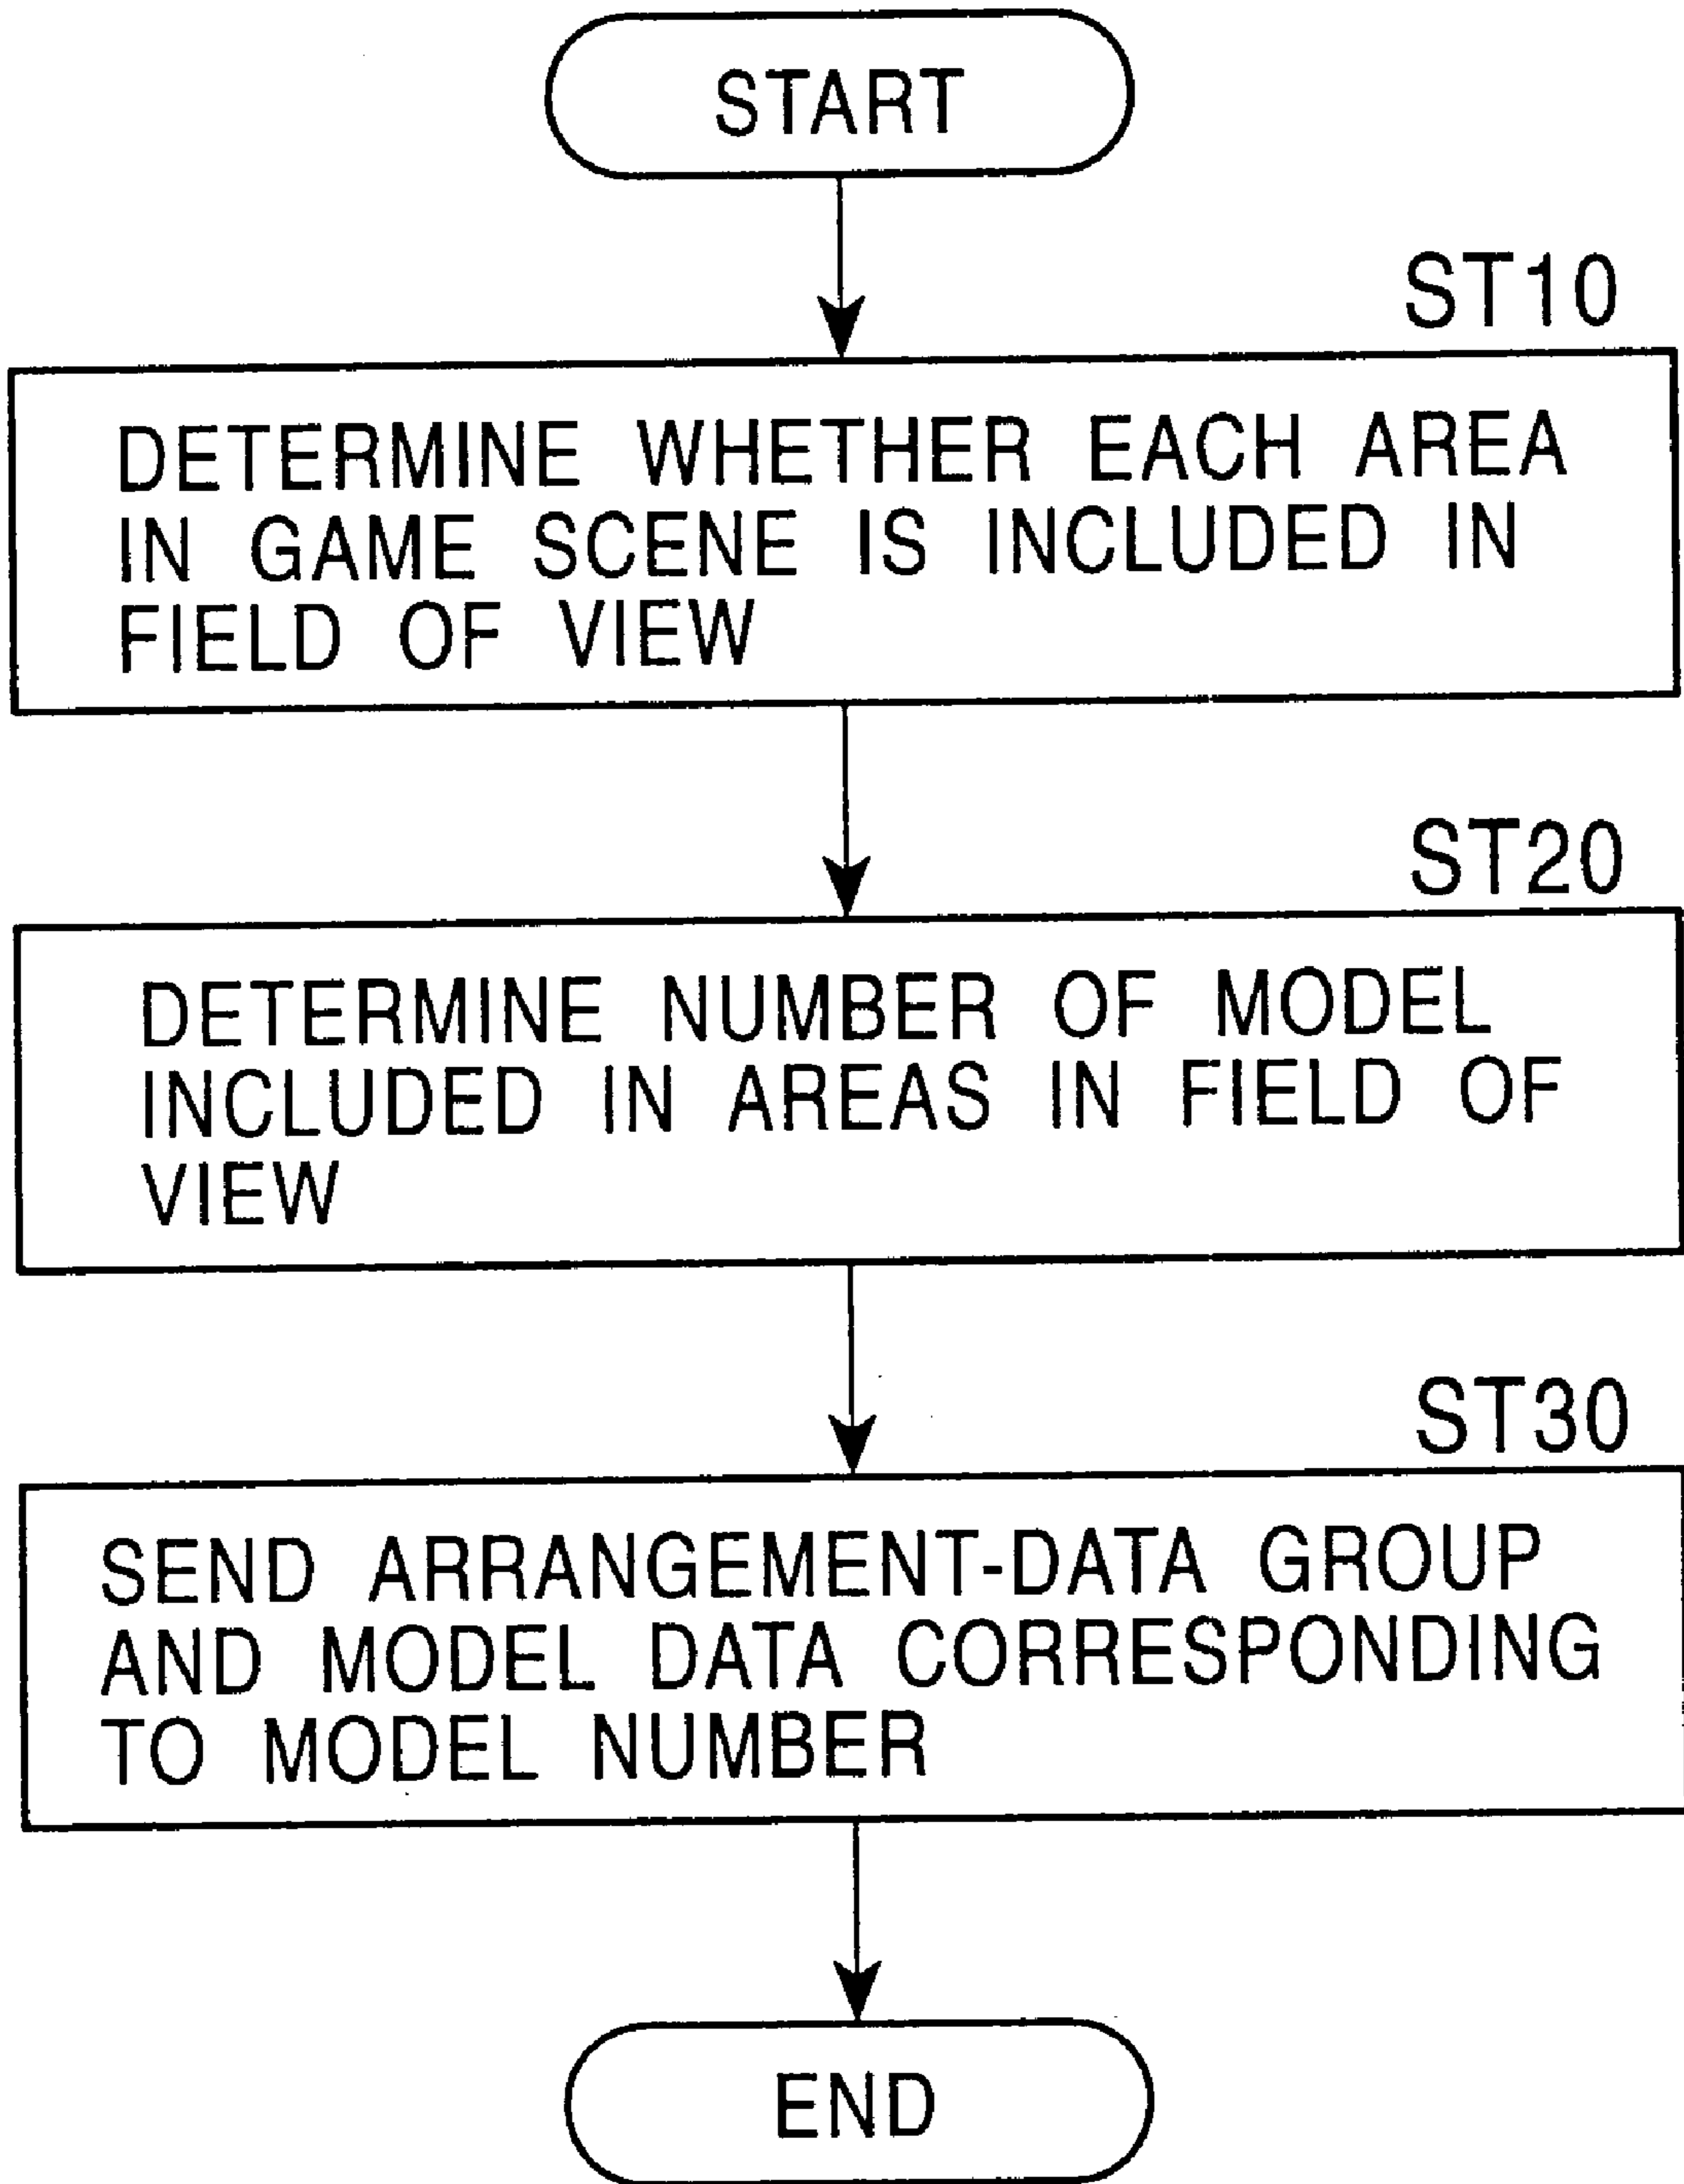 START
ST10
DETERMINE WHETHER EACH AREA
IN GAME SCENE IS INCLUDED IN
FIELD OF VIEW
ST20
DETERMINE NUMBER OF MODEL
INCLUDED IN AREAS IN FIELD OF
VIEW
ST30
SEND ARRANGEMENT-DATA GROUP
AND MODEL DATA CORRESPONDING
TO MODEL NUMBER
END